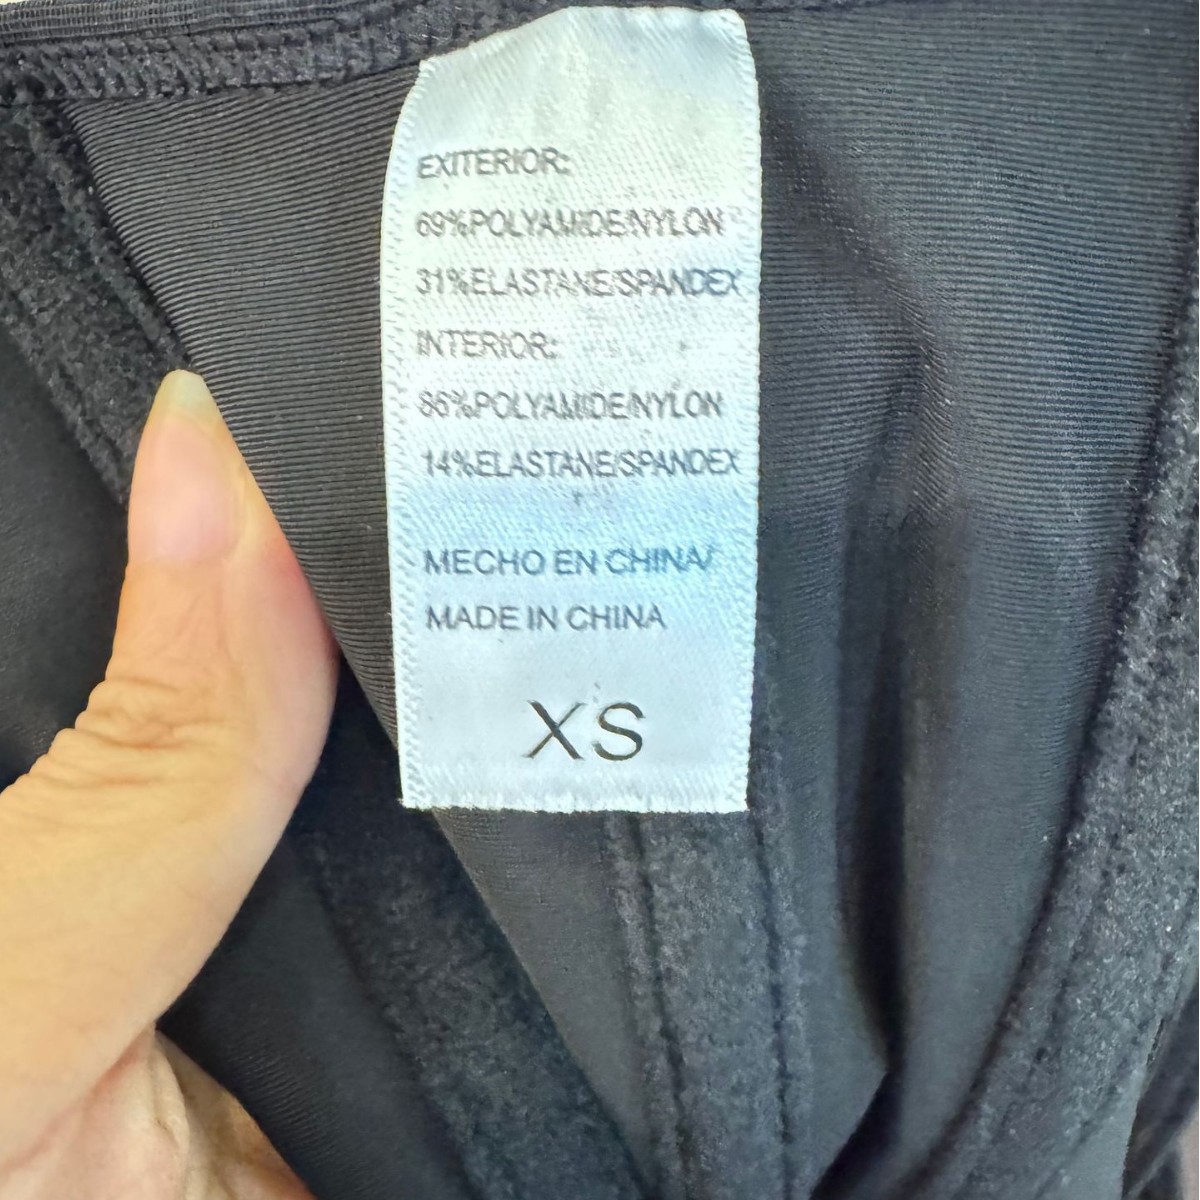 EXITERIOR:
69%POLYAMIDE/NYLON
31%ELASTANE/SPANDEX
INTERIOR:
86%POLYAMIDE/NYLON
14%ELASTANE/SPANDEX
MECHO EN CHINA/
MADE IN CHINA
XS